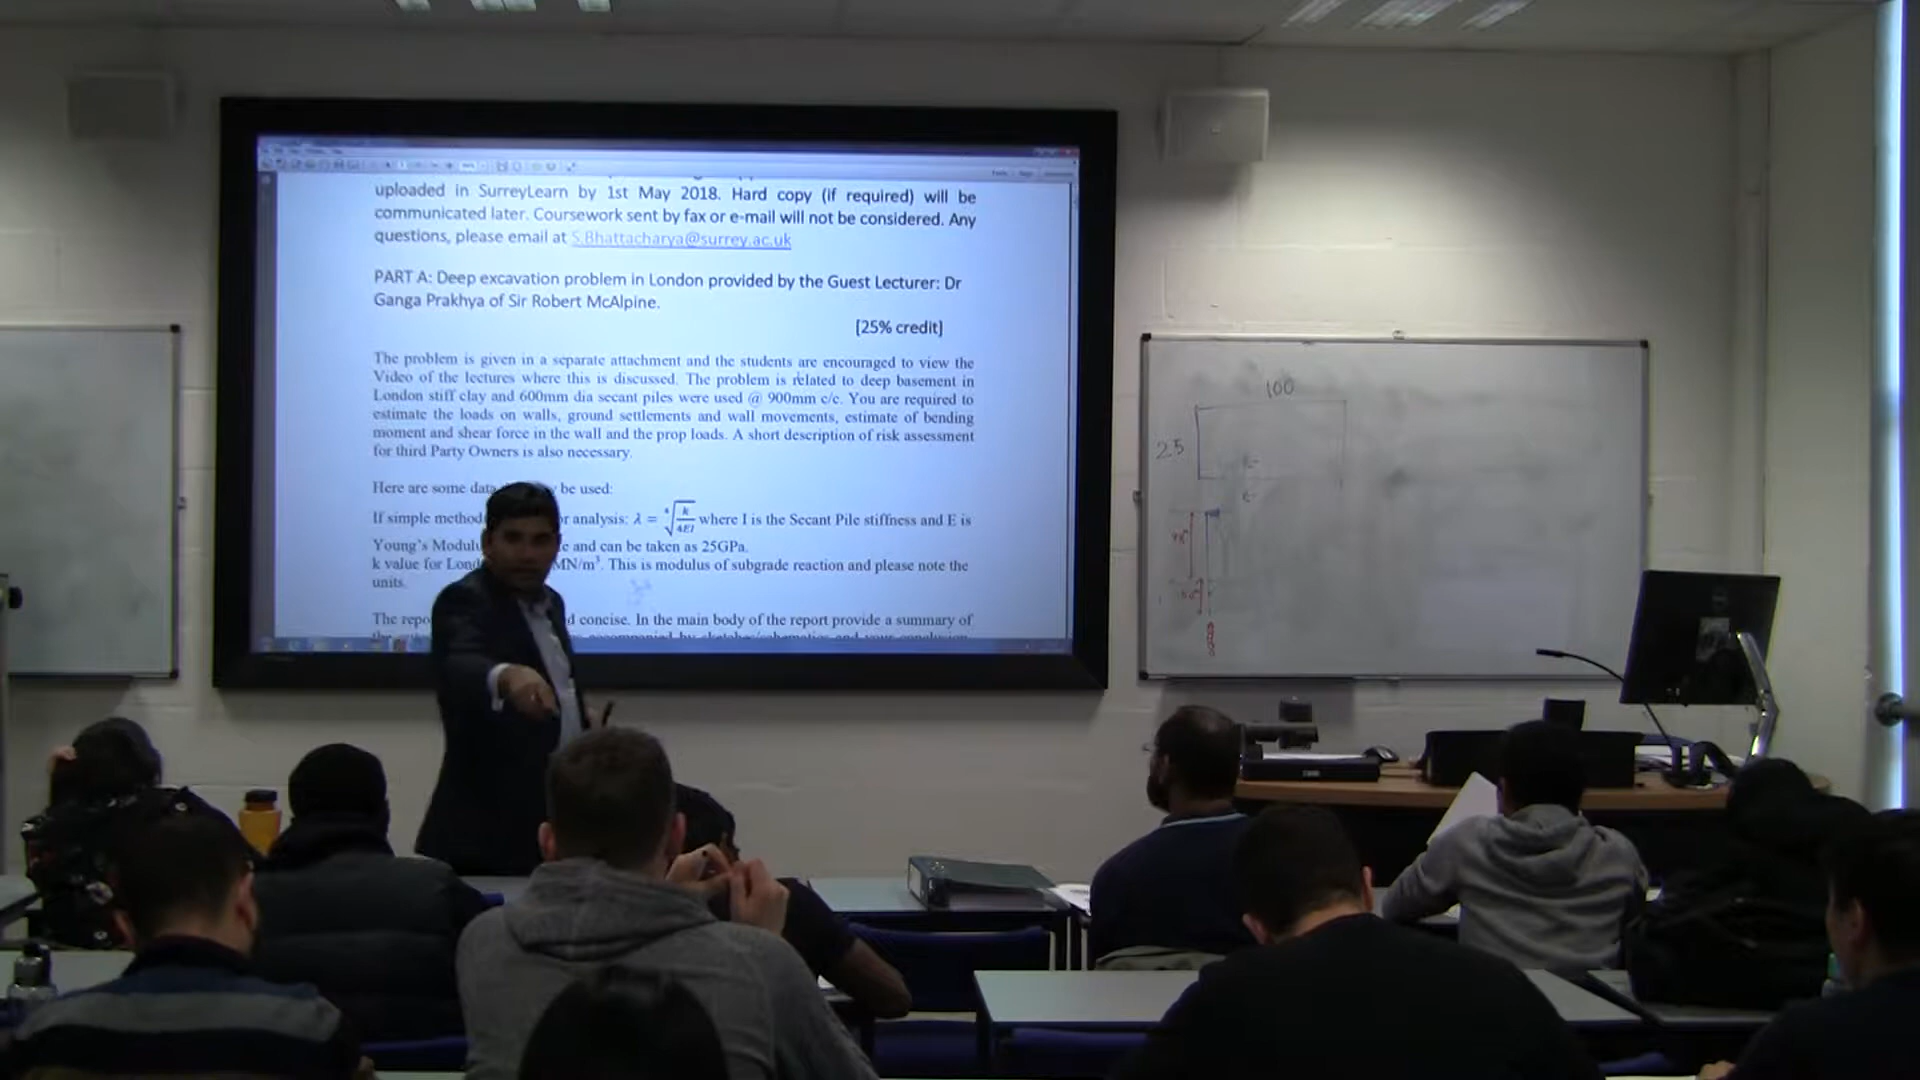 uploaded in SurreyLearn by 1st May 2018. Hard copy (if required) will be
communicated later. Coursework sent by fax or e-mail will not be considered. Any
questions, please email at S.Bhattacharya@surrey.ac.uk
PART A: Deep excavation problem in London provided by the Guest Lecturer: Dr
Ganga Prakhya of Sir Robert McAlpine.
[25% credit]
The problem is given in a separate attachment and the students are encouraged to view the
Video of the lectures where this is discussed. The problem is related to deep basement in
London stiff clay and 600mm dia secant piles were used @ 900mm c/c. You are required to
estimate the loads on walls, ground settlements and wall movements, estimate of bending
moment and shear force in the wall and the prop loads. A short description of risk assessment
for third Party Owners is also necessary.
Here are some data be used:
If simple method or analysis: λ = ⁴√(k/4EI) where I is the Secant Pile stiffness and E is
Young's Modulu and can be taken as 25GPa.
k value for Lond MN/m³. This is modulus of subgrade reaction and please note the
units.
The repo d concise. In the main body of the report provide a summary of
100
25